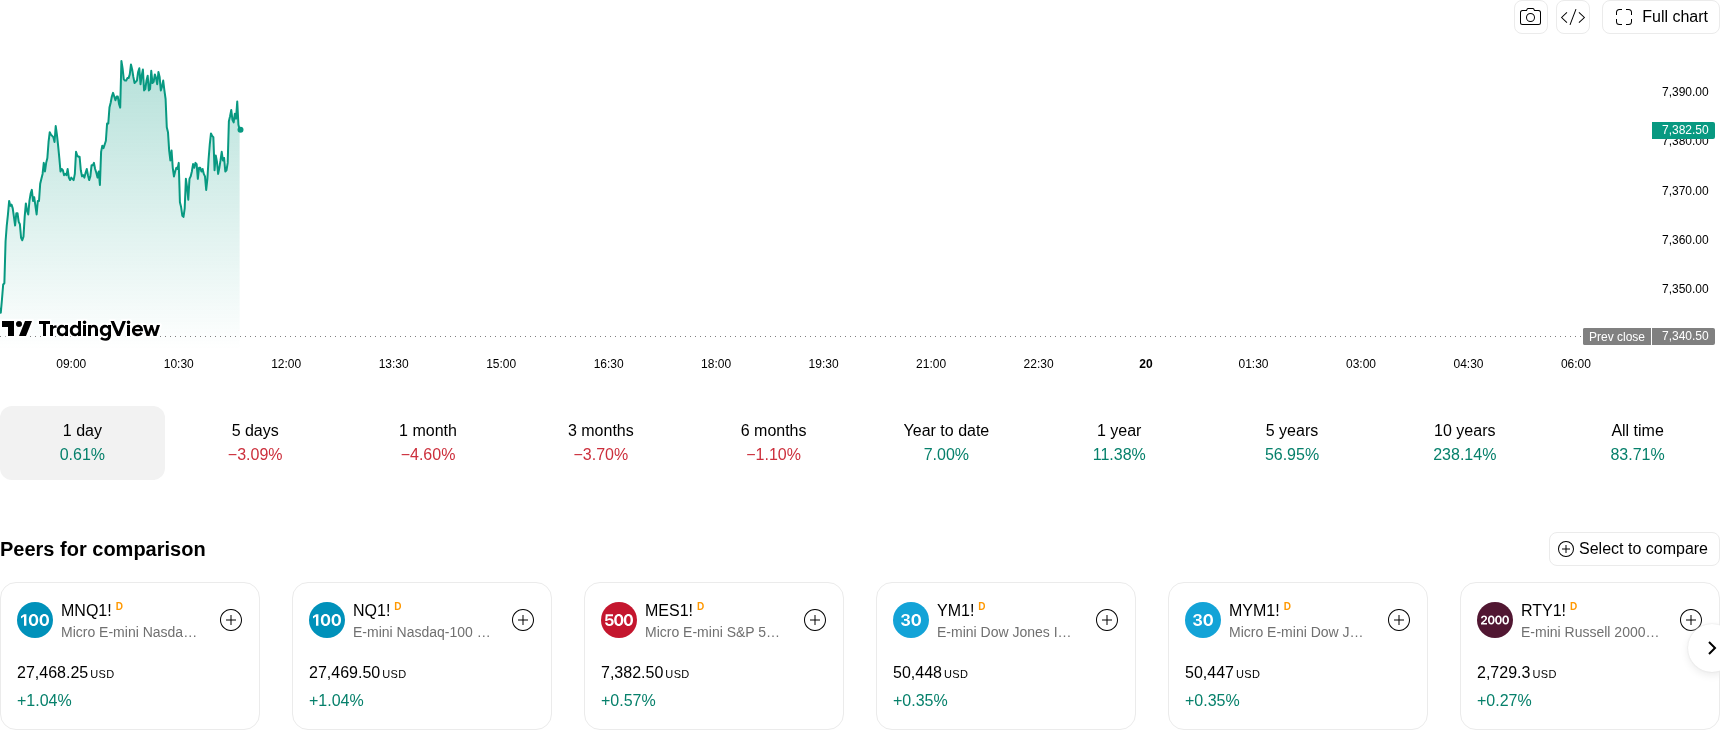 Full chart
7,390.00
7,382.50
7,380.00
7,370.00
7,360.00
7,350.00
TradingView
Prev close 7,340.50
09:00 10:30 12:00 13:30 15:00 16:30 18:00 19:30 21:00 22:30 20 01:30 03:00 04:30 06:00
1 day 5 days 1 month 3 months 6 months Year to date 1 year 5 years 10 years All time
0.61% −3.09% −4.60% −3.70% −1.10% 7.00% 11.38% 56.95% 238.14% 83.71%
Peers for comparison
Select to compare
100 MNQ1! D
Micro E-mini Nasda…
27,468.25 USD
+1.04%
100 NQ1! D
E-mini Nasdaq-100 …
27,469.50 USD
+1.04%
500 MES1! D
Micro E-mini S&P 5…
7,382.50 USD
+0.57%
30 YM1! D
E-mini Dow Jones I…
50,448 USD
+0.35%
30 MYM1! D
Micro E-mini Dow J…
50,447 USD
+0.35%
2000 RTY1! D
E-mini Russell 2000…
2,729.3 USD
+0.27%